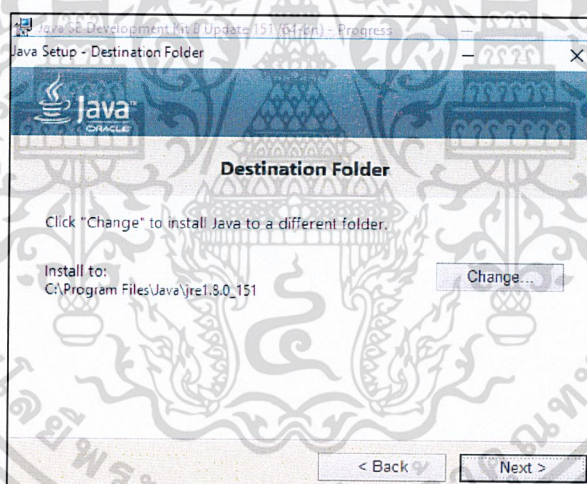 Java SE Development Kit 8 Update 151 (64-bit) - Progress
Java Setup - Destination Folder
Java™
ORACLE
Destination Folder
Click "Change" to install Java to a different folder.
Install to:
Change...
C:\Program Files\Java\jre1.8.0_151
< Back
Next >